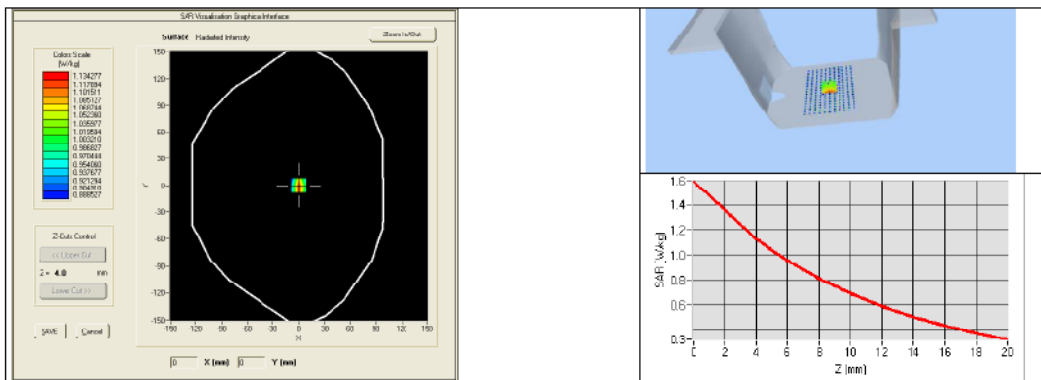 SAR Visualisation Graphical Interface
Surface Radiated Intensity
Zoom In/Out
Colors Scale
(W/kg)
1.134277
1.117894
1.101511
1.085127
1.068744
1.052360
1.035977
1.019594
1.003210
0.986827
0.970444
0.954060
0.937677
0.921294
0.904910
0.888527
Z-Cuts Control
<< Upper Cut
Z = 4.0 mm
Lower Cut >>
SAVE
Cancel
150
120
90
60
30
0
-30
-60
-90
-120
-150
Y
-150 -120 -90 -60 -30 0 30 60 90 120 150
X
0 X (mm) 0 Y (mm)
1.6
1.4
1.2
1.0
0.8
0.6
0.3
SAR (W/kg)
0 2 4 6 8 10 12 14 16 18 20
Z (mm)